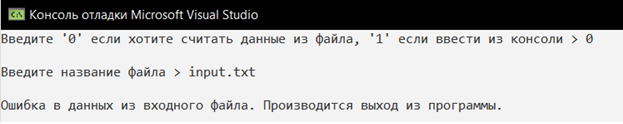 Консоль отладки Microsoft Visual Studio
Введите '0' если хотите считать данные из файла, '1' если ввести из консоли > 0
Введите название файла > input.txt
Ошибка в данных из входного файла. Производится выход из программы.